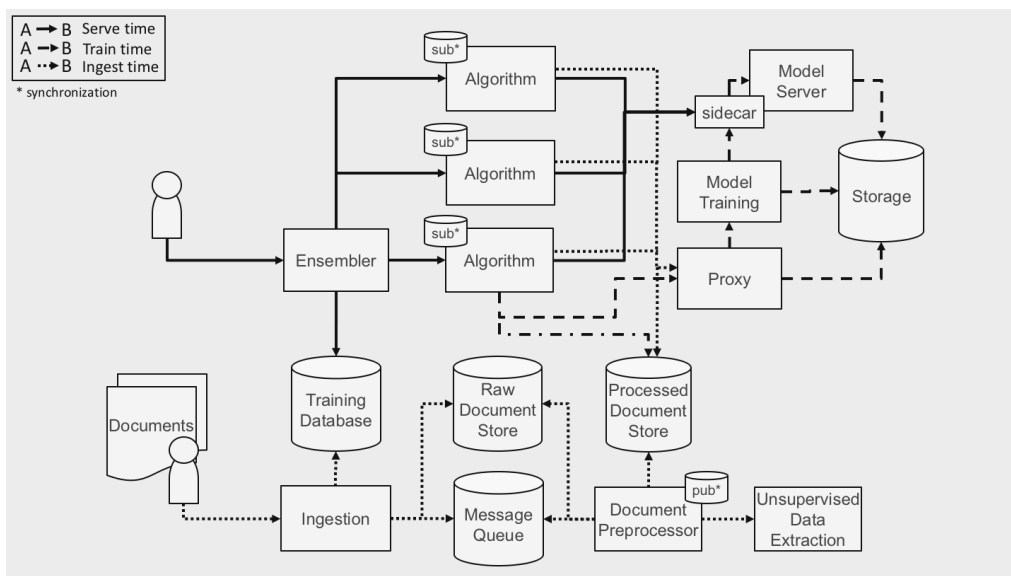 A B Serve time
A B Train time
A B Ingest time
* synchronization
sub*
Algorithm
sub*
Algorithm
sub*
Algorithm
Model
Server
sidecar
Model
Training
Storage
Proxy
Ensembler
Training
Database
Raw
Document
Store
Processed
Document
Store
Documents
Ingestion
Message
Queue
pub*
Document
Preprocessor
Unsupervised
Data
Extraction